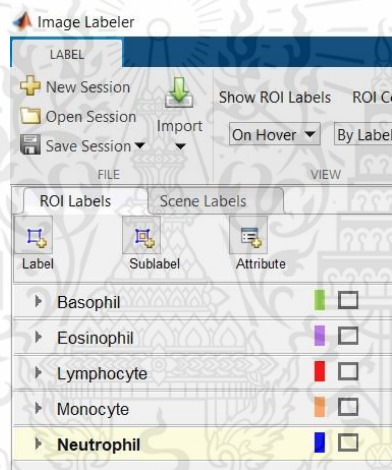 Image Labeler
LABEL
New Session
Open Session
Save Session
Import
FILE
Show ROI Labels
On Hover
By Label
VIEW
ROI Labels
Scene Labels
Label
Sublabel
Attribute
Basophil
Eosinophil
Lymphocyte
Monocyte
Neutrophil